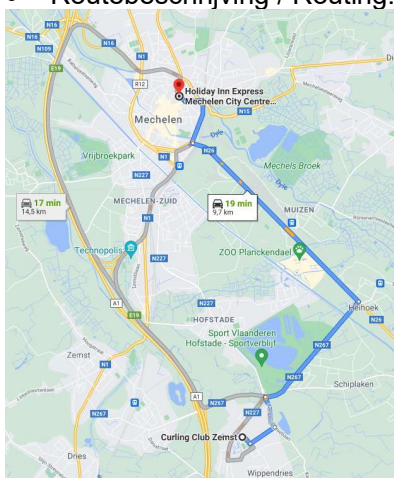 Routebeschrijving / Routing:
N16
N16
N16
N109
N1
E19
R12
Holiday Inn Express
Mechelen City Centre...
Mechelen
N15
Dyle
Dyle
N26
Vrijbroekpark
N227
Mechels Broek
17 min
14,5 km
MECHELEN-ZUID
19 min
9,7 km
MUIZEN
N1
Technopolis
N227
ZOO Planckendael
A1
E19
N227
Heihoek
N26
HOFSTADE
Sport Vlaanderen
Hofstade - Sportverblijf
N267
Zemst
N267
Schiplaken
A1
N267
N227
N267
Curling Club Zemst
Dries
Wippendries